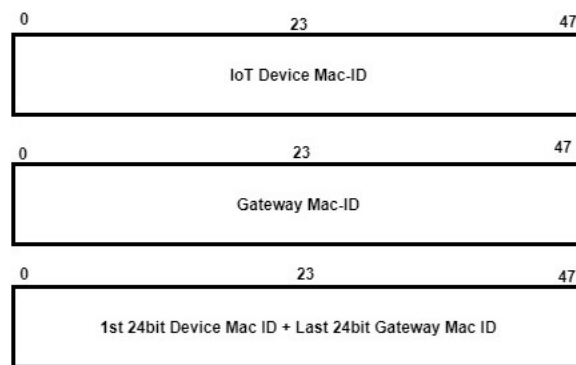 0 23 47
IoT Device Mac-ID
0 23 47
Gateway Mac-ID
0 23 47
1st 24bit Device Mac ID + Last 24bit Gateway Mac ID